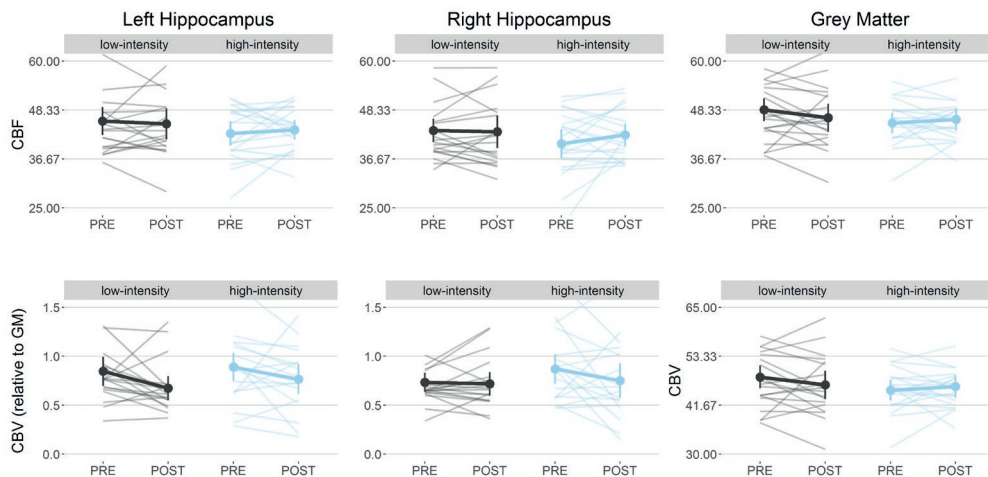 Left Hippocampus
Right Hippocampus
Grey Matter
low-intensity high-intensity
low-intensity high-intensity
low-intensity high-intensity
CBF
60.00
48.33
36.67
25.00
60.00
48.33
36.67
25.00
60.00
48.33
36.67
25.00
PRE POST PRE POST
PRE POST PRE POST
PRE POST PRE POST
low-intensity high-intensity
low-intensity high-intensity
low-intensity high-intensity
CBV (relative to GM)
1.5
1.0
0.5
0.0
1.5
1.0
0.5
0.0
CBV
65.00
53.33
41.67
30.00
PRE POST PRE POST
PRE POST PRE POST
PRE POST PRE POST